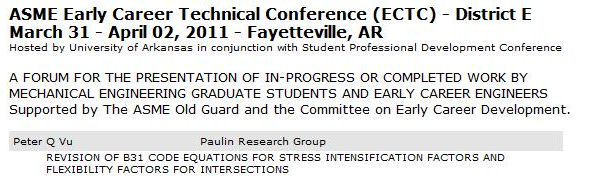 ASME Early Career Technical Conference (ECTC) - District E
March 31 - April 02, 2011 - Fayetteville, AR
Hosted by University of Arkansas in conjunction with Student Professional Development Conference
A FORUM FOR THE PRESENTATION OF IN-PROGRESS OR COMPLETED WORK BY
MECHANICAL ENGINEERING GRADUATE STUDENTS AND EARLY CAREER ENGINEERS
Supported by The ASME Old Guard and the Committee on Early Career Development.
Peter Q Vu Paulin Research Group
REVISION OF B31 CODE EQUATIONS FOR STRESS INTENSIFICATION FACTORS AND
FLEXIBILITY FACTORS FOR INTERSECTIONS